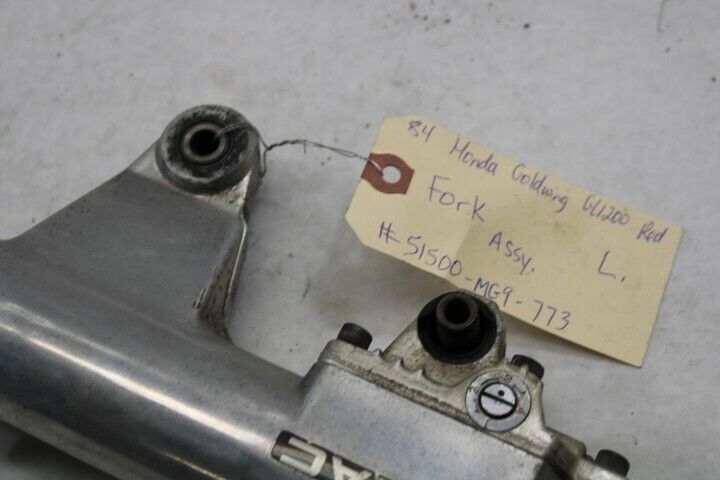 84 Honda Goldwing GL1200 Red
Fork Assy. L.
#51500-MG9-773